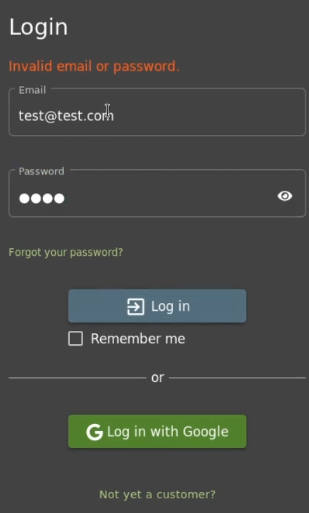 Login
Invalid email or password.
Email
test@test.com
Password
●●●●
Forgot your password?
Log in
Remember me
or
Log in with Google
Not yet a customer?